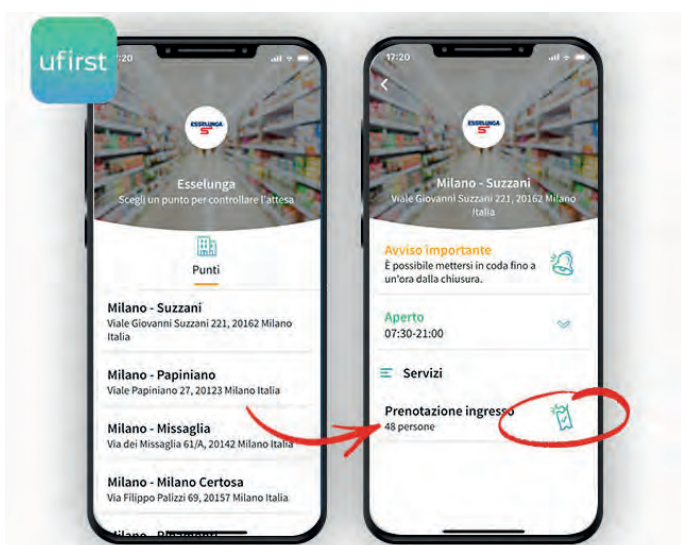 ufirst
:20
ESSELUNGA
S
Esselunga
Scegli un punto per controllare l'attesa
Punti
Milano - Suzzani
Viale Giovanni Suzzani 221, 20162 Milano
Italia
Milano - Papiniano
Viale Papiniano 27, 20123 Milano Italia
Milano - Missaglia
Via dei Missaglia 61/A, 20142 Milano Italia
Milano - Milano Certosa
Via Filippo Palizzi 69, 20157 Milano Italia
17:20
ESSELUNGA
S
Milano - Suzzani
Viale Giovanni Suzzani 221, 20162 Milano
Italia
Avviso importante
È possibile mettersi in coda fino a
un'ora dalla chiusura.
Aperto
07:30-21:00
Servizi
Prenotazione ingresso
48 persone